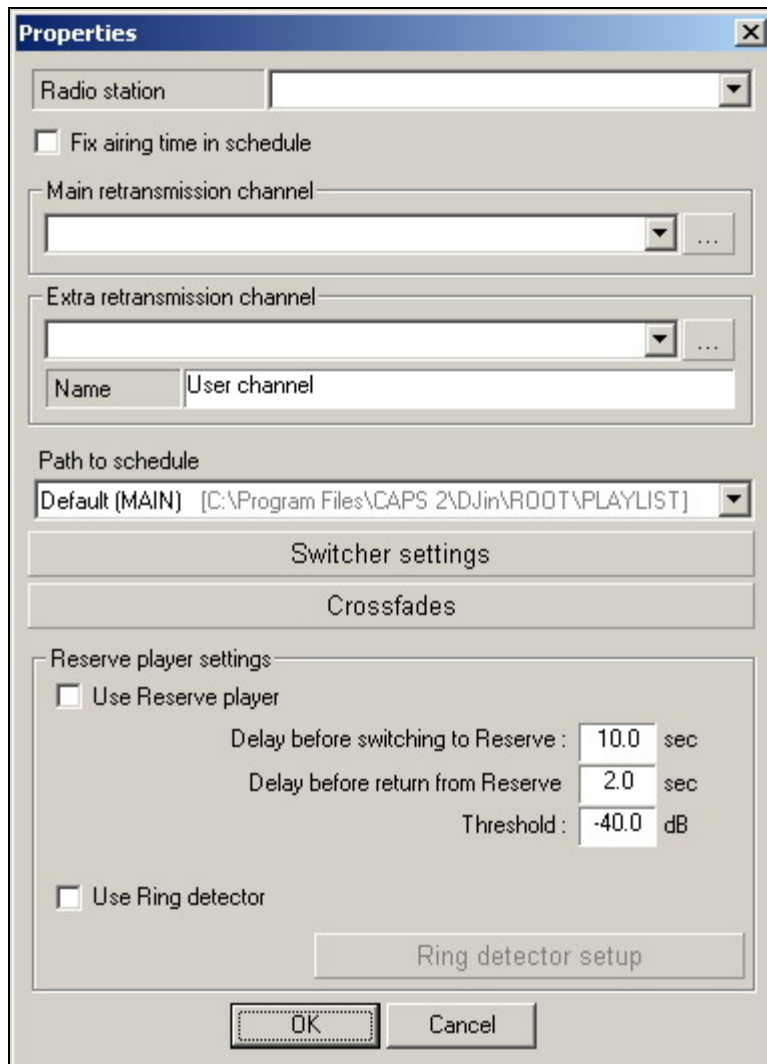 Properties
Radio station
Fix airing time in schedule
Main retransmission channel
...
Extra retransmission channel
...
Name User channel
Path to schedule
Default (MAIN) [C:\Program Files\CAPS 2\DJin\ROOT\PLAYLIST]
Switcher settings
Crossfades
Reserve player settings
Use Reserve player
Delay before switching to Reserve : 10.0 sec
Delay before return from Reserve 2.0 sec
Threshold : -40.0 dB
Use Ring detector
Ring detector setup
OK Cancel